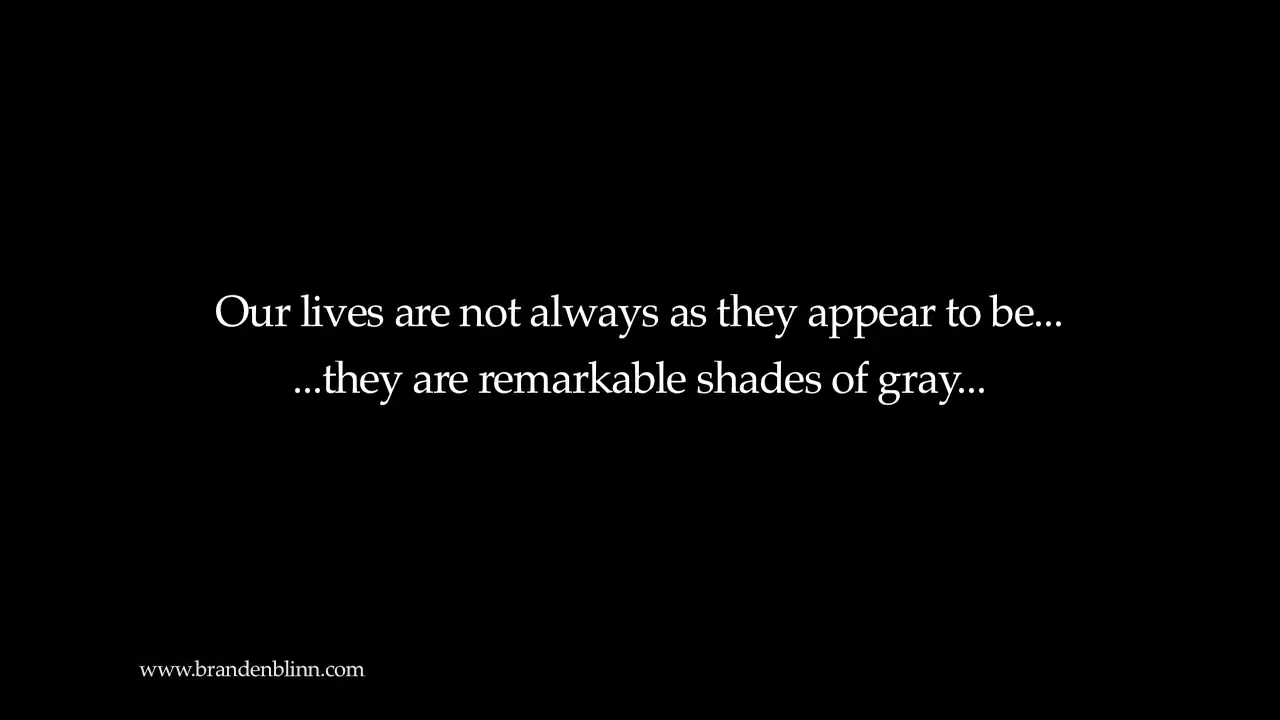 Our lives are not always as they appear to be...
...they are remarkable shades of gray...
www.brandenblinn.com